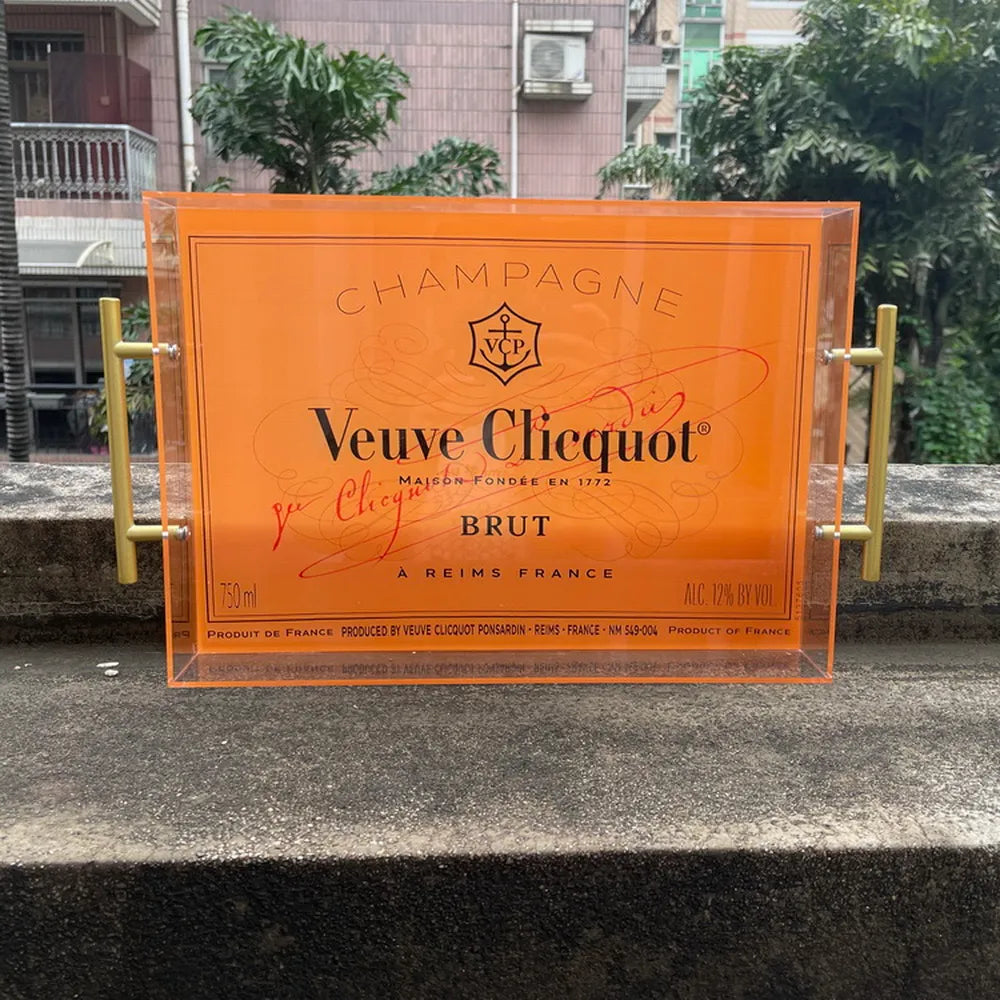 CHAMPAGNE
VCP
Veuve Clicquot®
MAISON FONDÉE EN 1772
BRUT
À REIMS FRANCE
750 ml
ALC. 12% BY VOL
PRODUIT DE FRANCE PRODUCED BY VEUVE CLICQUOT PONSARDIN - REIMS - FRANCE - NM 549-004 PRODUCT OF FRANCE